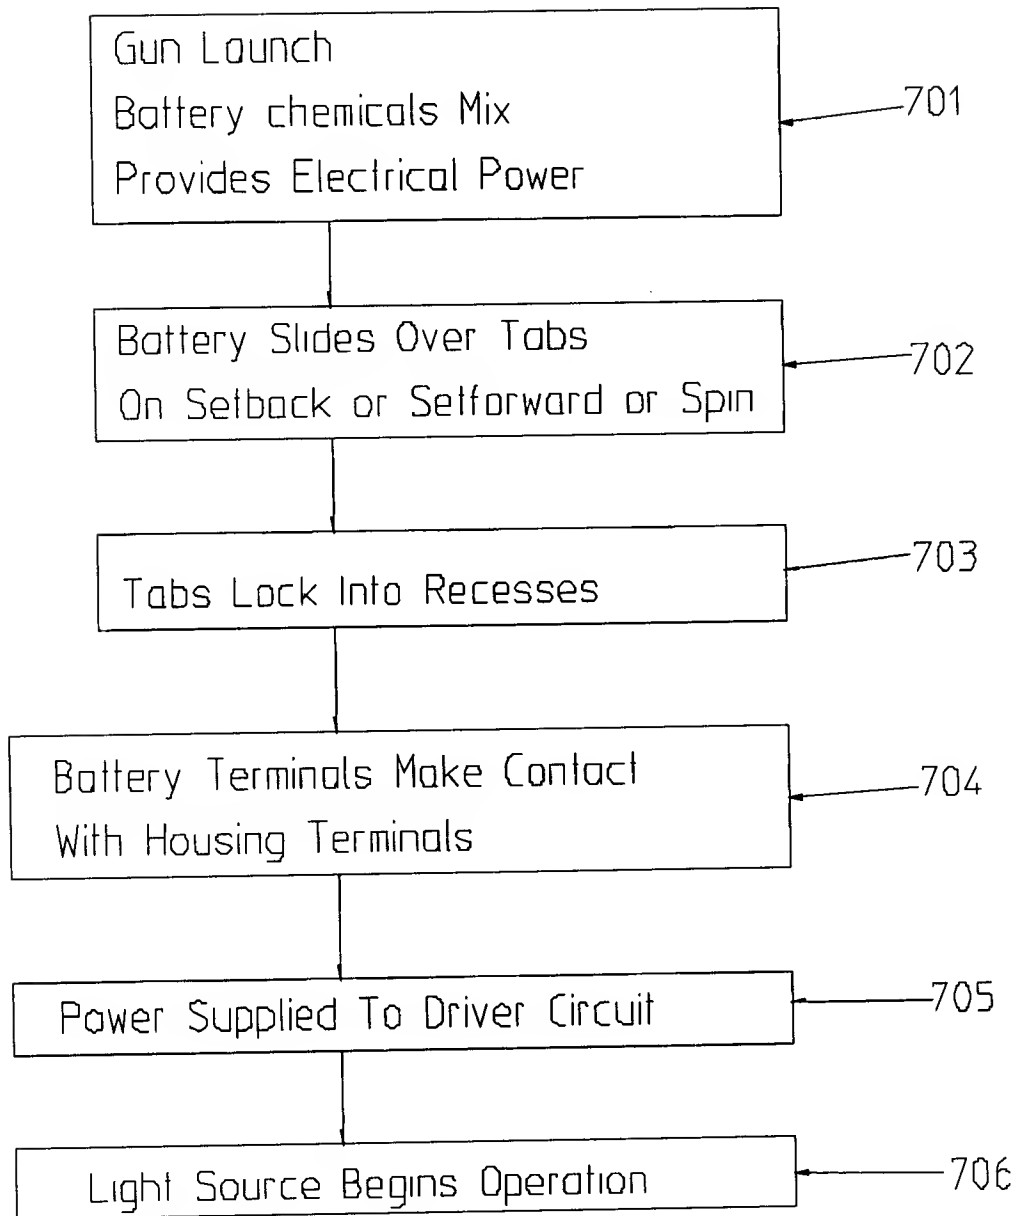 Gun Launch
Battery chemicals Mix
Provides Electrical Power
701
Battery Slides Over Tabs
On Setback or Setforward or Spin
702
Tabs Lock Into Recesses
703
Battery Terminals Make Contact
With Housing Terminals
704
Power Supplied To Driver Circuit
705
Light Source Begins Operation
706